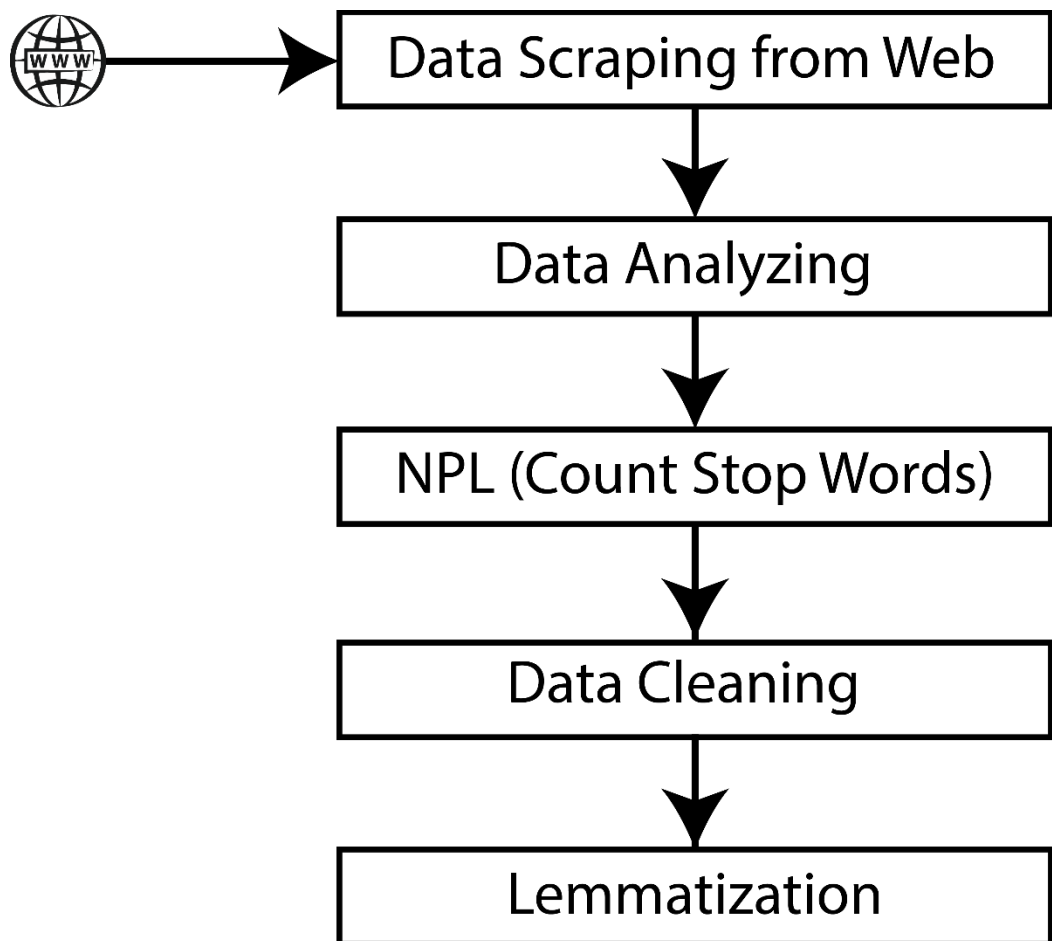 WWW
Data Scraping from Web
Data Analyzing
NPL (Count Stop Words)
Data Cleaning
Lemmatization